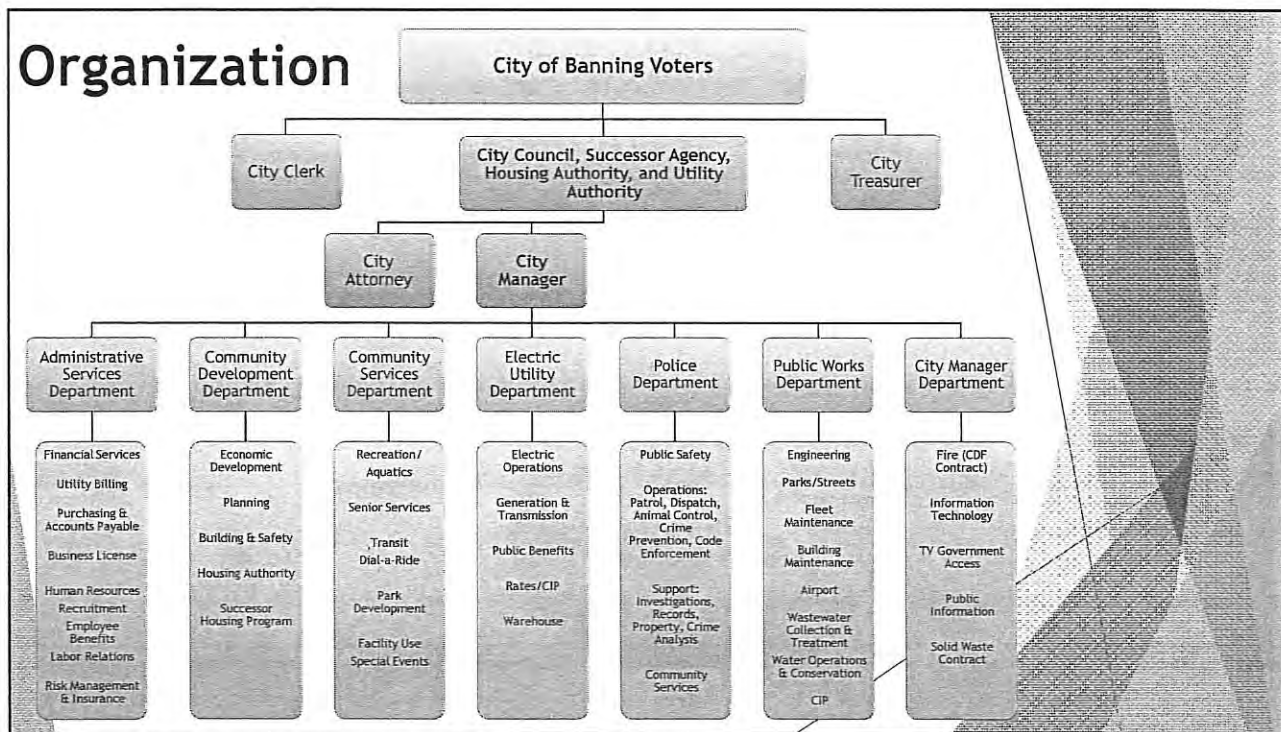 Organization
City of Banning Voters
City Clerk
City Council, Successor Agency,
Housing Authority, and Utility
Authority
City
Treasurer
City
Attorney
City
Manager
Administrative
Services
Department
Community
Development
Department
Community
Services
Department
Electric
Utility
Department
Police
Department
Public Works
Department
City Manager
Department
Financial Services
Utility Billing
Purchasing &
Accounts Payable
Business License
Human Resources
Recruitment
Employee
Benefits
Labor Relations
Risk Management
& Insurance
Economic
Development
Planning
Building & Safety
Housing Authority
Successor
Housing Program
Recreation/
Aquatics
Senior Services
,Transit
Dial-a-Ride
Park
Development
Facility Use
Special Events
Electric
Operations
Generation &
Transmission
Public Benefits
Rates/CIP
Warehouse
Public Safety
Operations:
Patrol, Dispatch,
Animal Control,
Crime
Prevention, Code
Enforcement
Support:
Investigations,
Records,
Property, Crime
Analysis
Community
Services
Engineering
Parks/Streets
Fleet
Maintenance
Building
Maintenance
Airport
Wastewater
Collection &
Treatment
Water Operations
& Conservation
CIP
Fire (CDF
Contract)
Information
Technology
TV Government
Access
Public
Information
Solid Waste
Contract